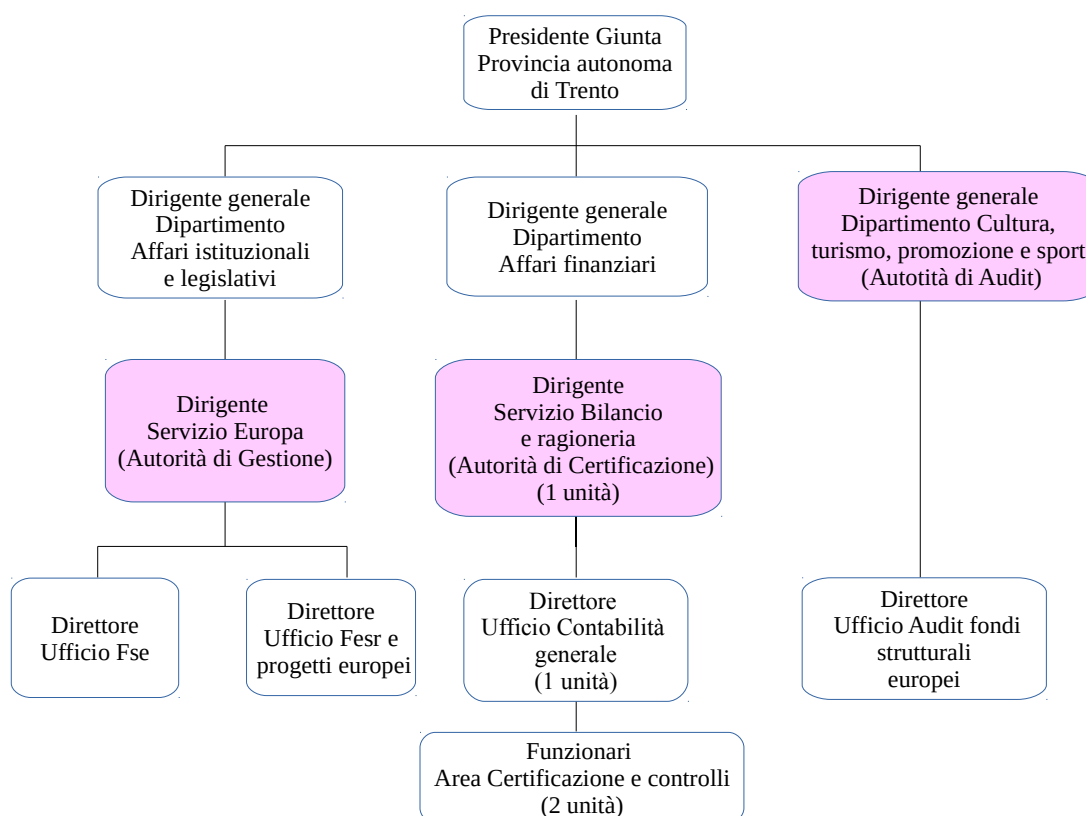 Presidente Giunta
Provincia autonoma
di Trento
Dirigente generale
Dipartimento
Affari istituzionali
e legislativi
Dirigente generale
Dipartimento
Affari finanziari
Dirigente generale
Dipartimento Cultura,
turismo, promozione e sport
(Autotità di Audit)
Dirigente
Servizio Europa
(Autorità di Gestione)
Dirigente
Servizio Bilancio
e ragioneria
(Autorità di Certificazione)
(1 unità)
Direttore
Ufficio Fse
Direttore
Ufficio Fesr e
progetti europei
Direttore
Ufficio Contabilità
generale
(1 unità)
Direttore
Ufficio Audit fondi
strutturali
europei
Funzionari
Area Certificazione e controlli
(2 unità)